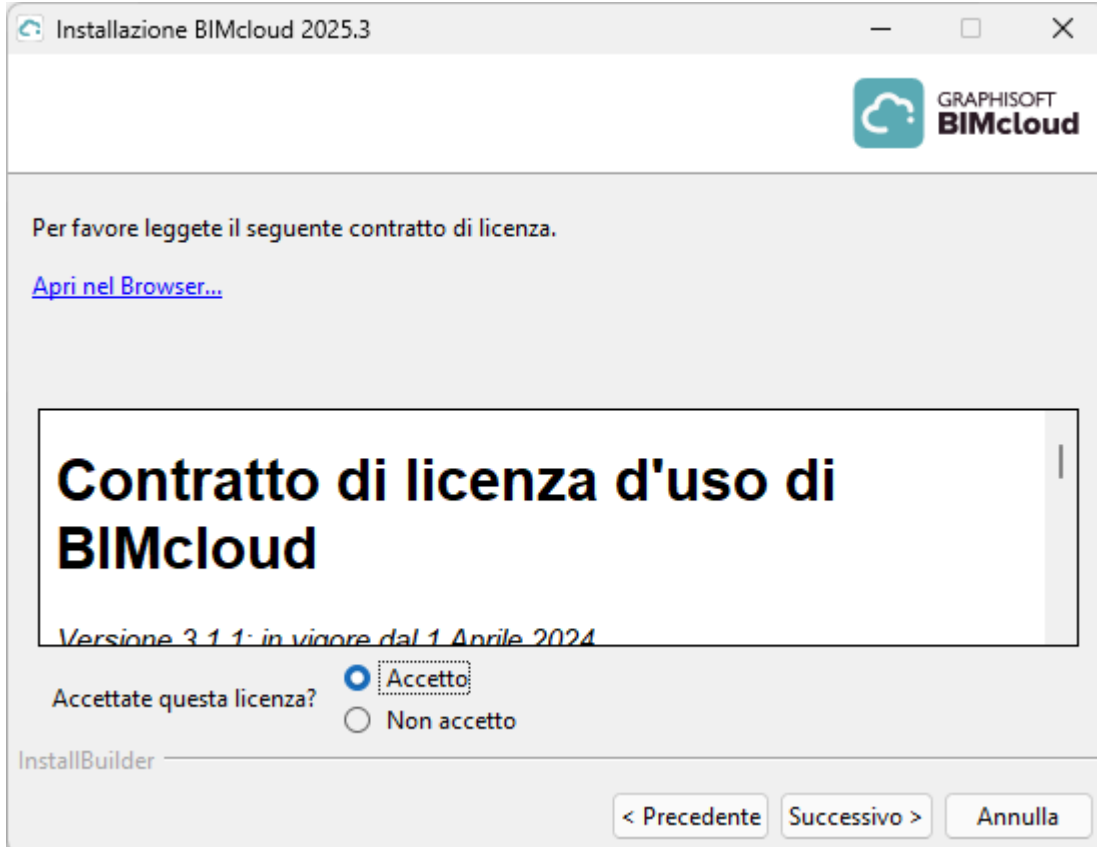 Installazione BIMcloud 2025.3
GRAPHISOFT
BIMcloud
Per favore leggete il seguente contratto di licenza.
Apri nel Browser...
Contratto di licenza d'uso di
BIMcloud
Versione 3.1.1: in vigore dal 1 Aprile 2024
Accettate questa licenza?
Accetto
Non accetto
InstallBuilder
< Precedente
Successivo >
Annulla